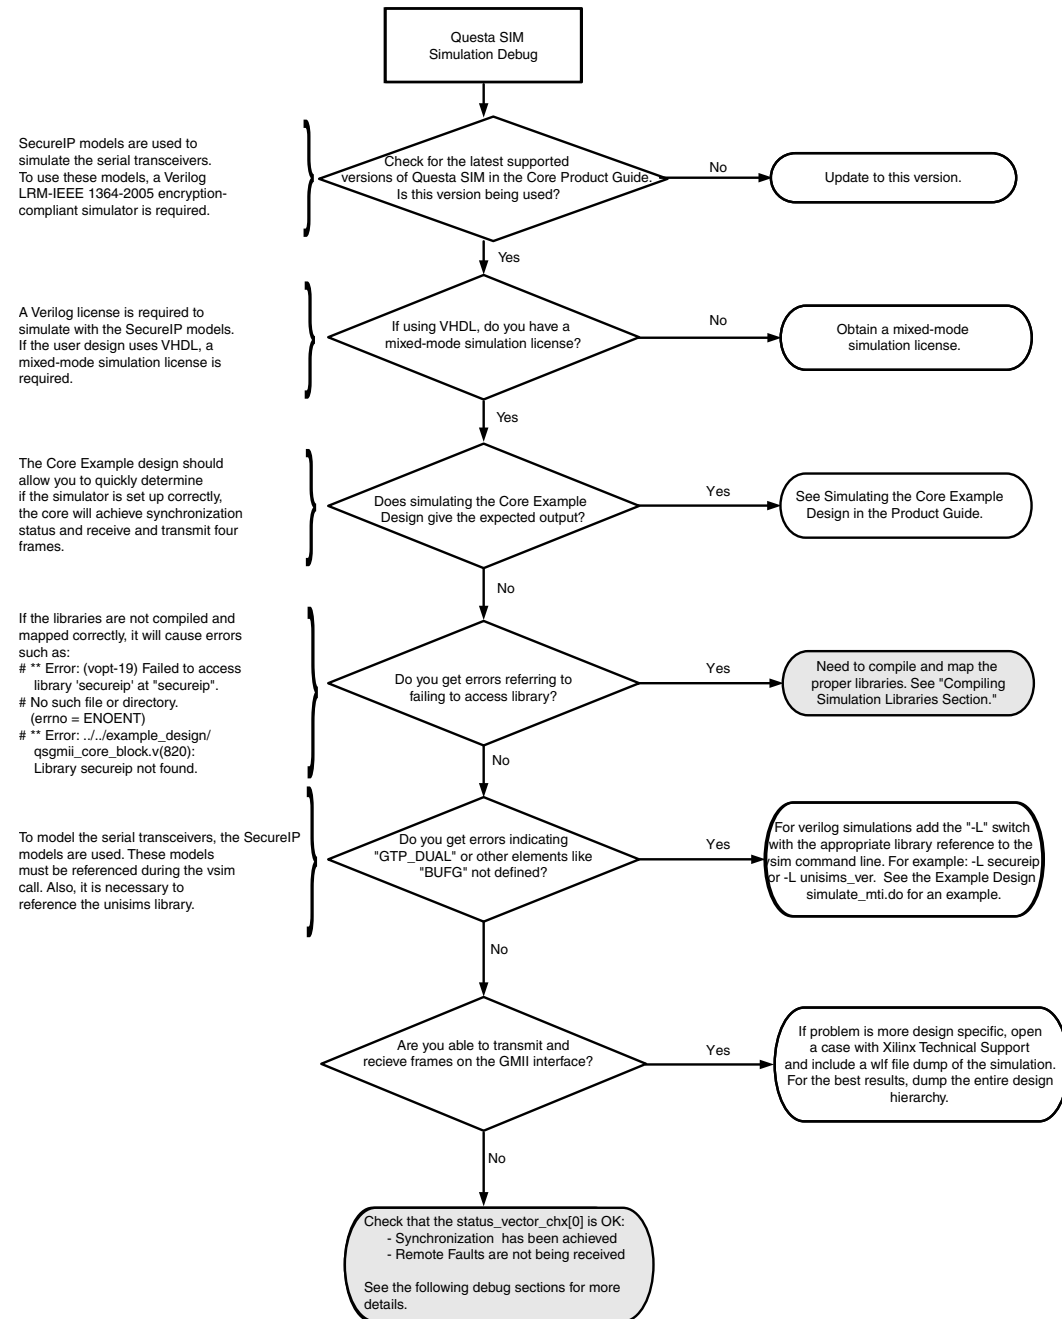 Questa SIM
Simulation Debug
SecureIP models are used to
simulate the serial transceivers.
To use these models, a Verilog
LRM-IEEE 1364-2005 encryption-
compliant simulator is required.
Check for the latest supported
versions of Questa SIM in the Core Product Guide.
Is this version being used?
No
Update to this version.
Yes
A Verilog license is required to
simulate with the SecureIP models.
If the user design uses VHDL, a
mixed-mode simulation license is
required.
If using VHDL, do you have a
mixed-mode simulation license?
No
Obtain a mixed-mode
simulation license.
Yes
The Core Example design should
allow you to quickly determine
if the simulator is set up correctly,
the core will achieve synchronization
status and receive and transmit four
frames.
Does simulating the Core Example
Design give the expected output?
Yes
See Simulating the Core Example
Design in the Product Guide.
No
If the libraries are not compiled and
mapped correctly, it will cause errors
such as:
# ** Error: (vopt-19) Failed to access
library 'secureip' at "secureip".
# No such file or directory.
(errno = ENOENT)
# ** Error: ../../example_design/
qsgmii_core_block.v(820):
Library secureip not found.
Do you get errors referring to
failing to access library?
Yes
Need to compile and map the
proper libraries. See "Compiling
Simulation Libraries Section."
No
To model the serial transceivers, the SecureIP
models are used. These models
must be referenced during the vsim
call. Also, it is necessary to
reference the unisims library.
Do you get errors indicating
"GTP_DUAL" or other elements like
"BUFG" not defined?
Yes
For verilog simulations add the "-L" switch
with the appropriate library reference to the
vsim command line. For example: -L secureip
or -L unisims_ver. See the Example Design
simulate_mti.do for an example.
No
Are you able to transmit and
recieve frames on the GMII interface?
Yes
If problem is more design specific, open
a case with Xilinx Technical Support
and include a wlf file dump of the simulation.
For the best results, dump the entire design
hierarchy.
No
Check that the status_vector_chx[0] is OK:
- Synchronization has been achieved
- Remote Faults are not being received
See the following debug sections for more
details.